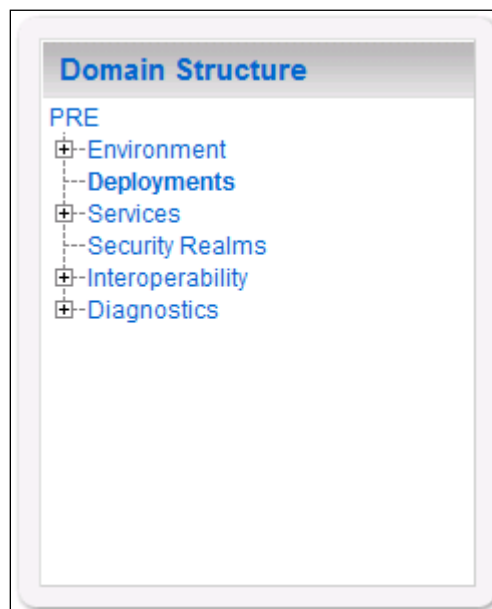 Domain Structure
PRE
Environment
Deployments
Services
Security Realms
Interoperability
Diagnostics